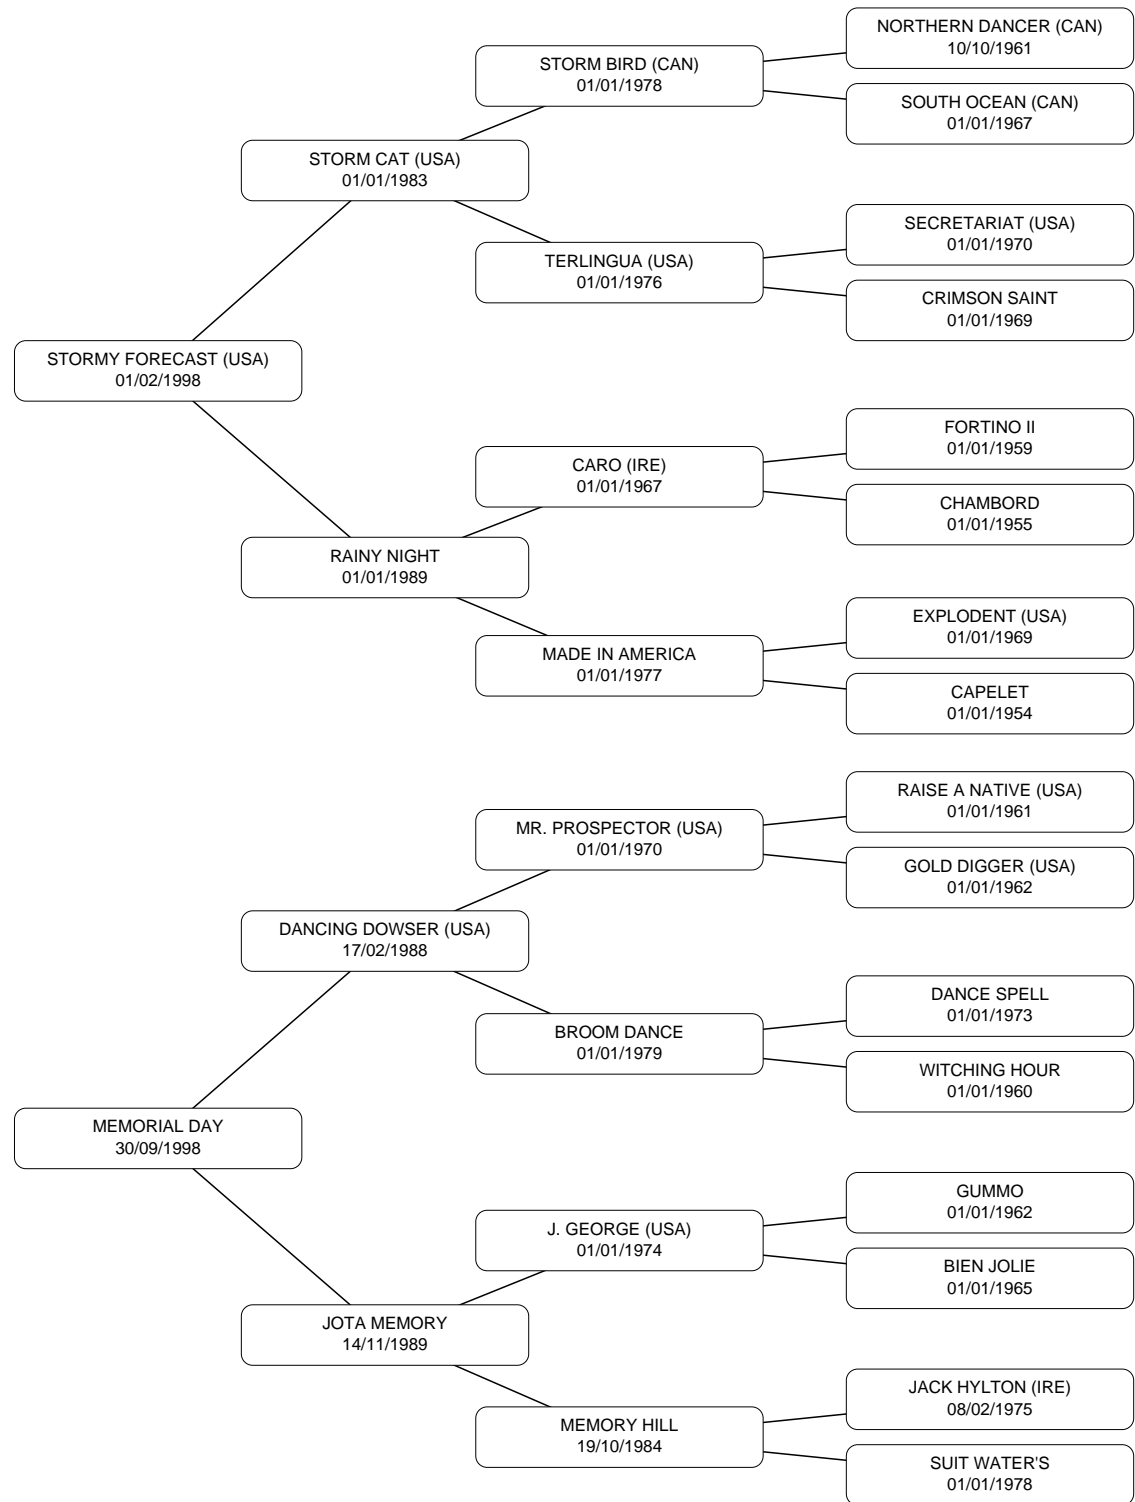 NORTHERN DANCER (CAN)
10/10/1961
STORM BIRD (CAN)
01/01/1978
SOUTH OCEAN (CAN)
01/01/1967
STORM CAT (USA)
01/01/1983
SECRETARIAT (USA)
01/01/1970
TERLINGUA (USA)
01/01/1976
CRIMSON SAINT
01/01/1969
STORMY FORECAST (USA)
01/02/1998
FORTINO II
01/01/1959
CARO (IRE)
01/01/1967
CHAMBORD
01/01/1955
RAINY NIGHT
01/01/1989
EXPLODENT (USA)
01/01/1969
MADE IN AMERICA
01/01/1977
CAPELET
01/01/1954
RAISE A NATIVE (USA)
01/01/1961
MR. PROSPECTOR (USA)
01/01/1970
GOLD DIGGER (USA)
01/01/1962
DANCING DOWSER (USA)
17/02/1988
DANCE SPELL
01/01/1973
BROOM DANCE
01/01/1979
WITCHING HOUR
01/01/1960
MEMORIAL DAY
30/09/1998
GUMMO
01/01/1962
J. GEORGE (USA)
01/01/1974
BIEN JOLIE
01/01/1965
JOTA MEMORY
14/11/1989
JACK HYLTON (IRE)
08/02/1975
MEMORY HILL
19/10/1984
SUIT WATER'S
01/01/1978